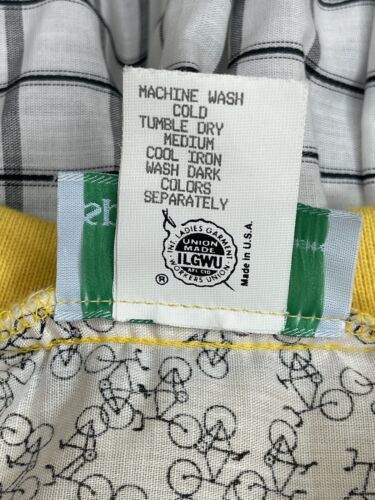 MACHINE WASH
COLD
TUMBLE DRY
MEDIUM
COOL IRON
WASH DARK
COLORS
SEPARATELY
INT. LADIES GARMENT
UNION MADE
ILGWU
AFL CIO
WORKERS UNION
®
Made in U.S.A.